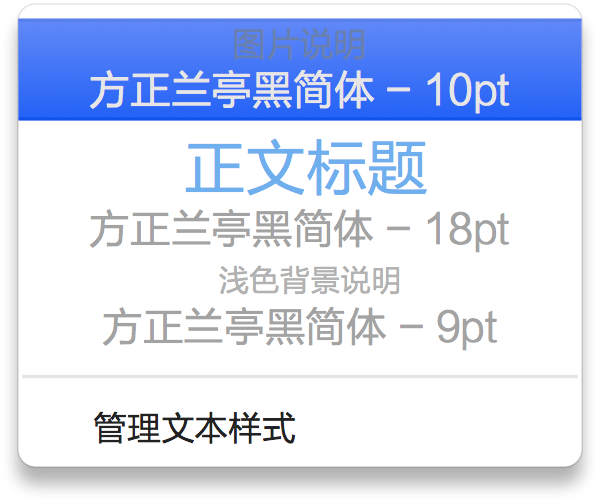 图片说明
方正兰亭黑简体 – 10pt
正文标题
方正兰亭黑简体 – 18pt
浅色背景说明
方正兰亭黑简体 – 9pt
管理文本样式